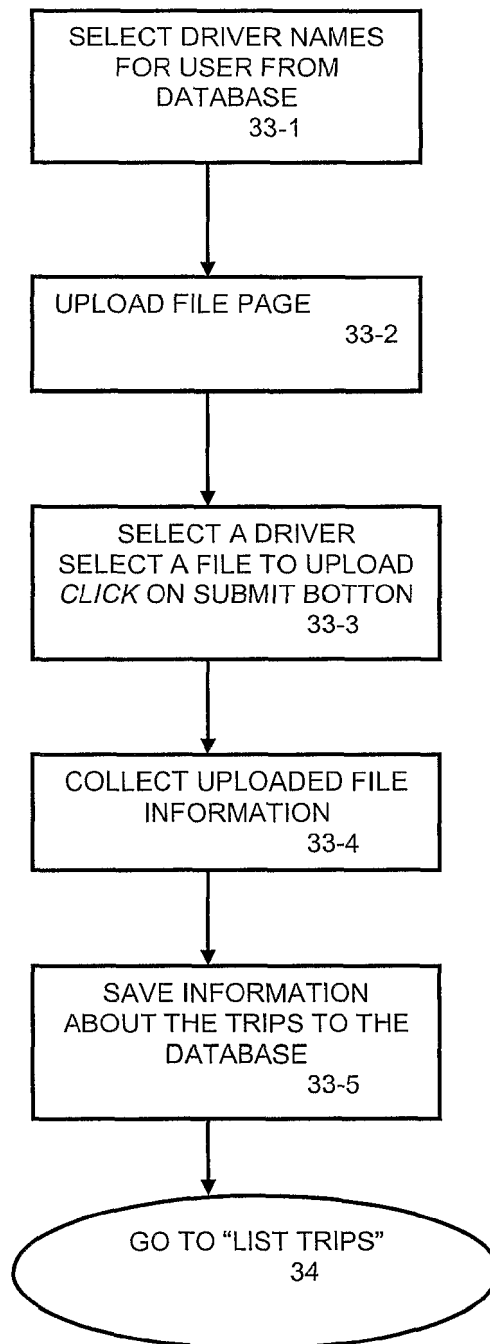 SELECT DRIVER NAMES
FOR USER FROM
DATABASE
33-1
UPLOAD FILE PAGE
33-2
SELECT A DRIVER
SELECT A FILE TO UPLOAD
CLICK ON SUBMIT BOTTON
33-3
COLLECT UPLOADED FILE
INFORMATION
33-4
SAVE INFORMATION
ABOUT THE TRIPS TO THE
DATABASE
33-5
GO TO “LIST TRIPS”
34